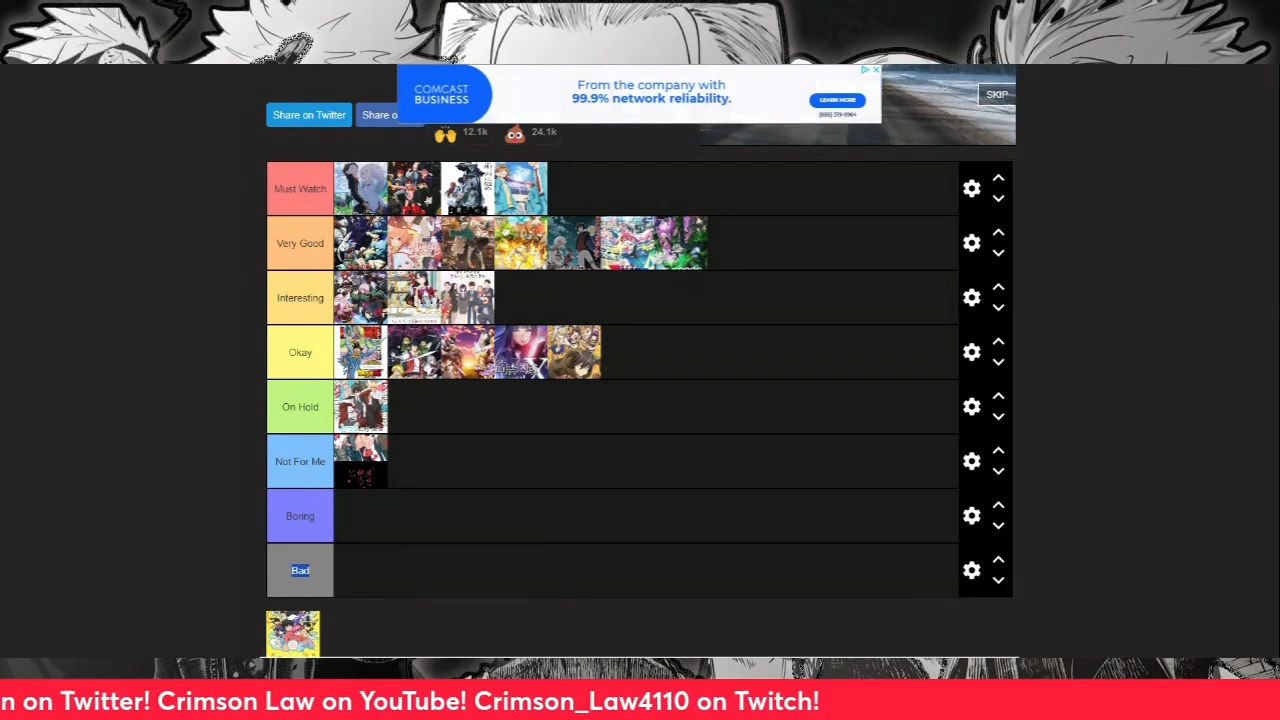 COMCAST
BUSINESS
From the company with
99.9% network reliability.
LEARN MORE
SKIP
Share on Twitter
Share o
12.1k
24.1k
Must Watch
BLEACH
Very Good
Interesting
Okay
On Hold
Not For Me
Boring
Bad
n on Twitter! Crimson Law on YouTube! Crimson_Law4110 on Twitch!